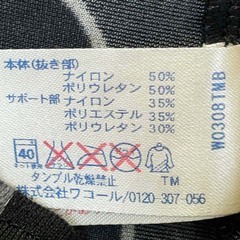 本体(抜き部)
ナイロン 50%
ポリウレタン 50%
サポート部 ナイロン 35%
ポリエステル 35%
ポリウレタン 30%
40
タンブル乾燥禁止 TM
株式会社ワコール/0120-307-056
W0308TMB